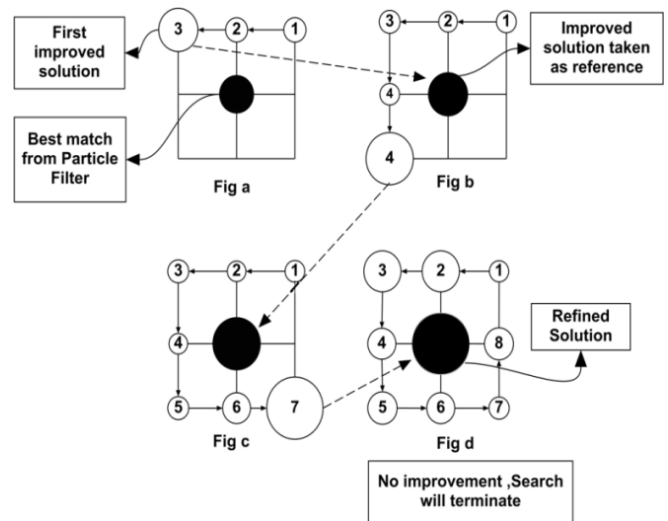 First
improved
solution
3
2
1
Best match
from Particle
Filter
Fig a
3
2
1
4
4
Fig b
Improved
solution taken
as reference
3
2
1
4
5
6
7
Fig c
3
2
1
4
8
5
6
7
Fig d
Refined
Solution
No improvement ,Search
will terminate